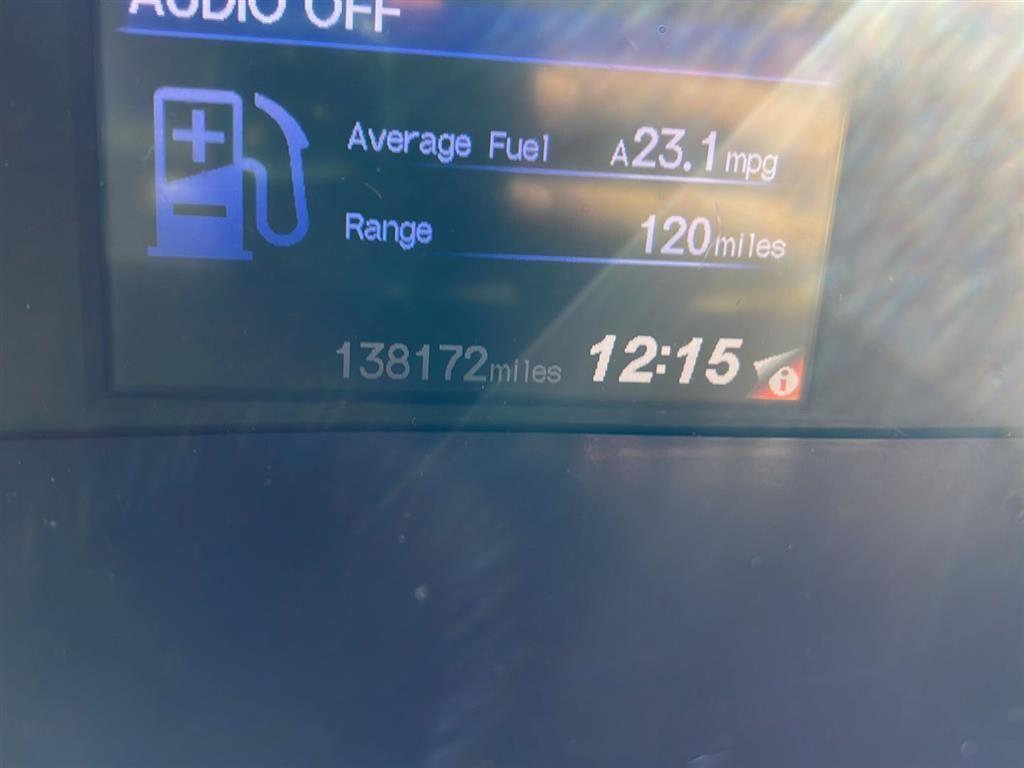 AUDIO OFF
Average Fuel A23.1mpg
Range 120miles
138172miles 12:15 i